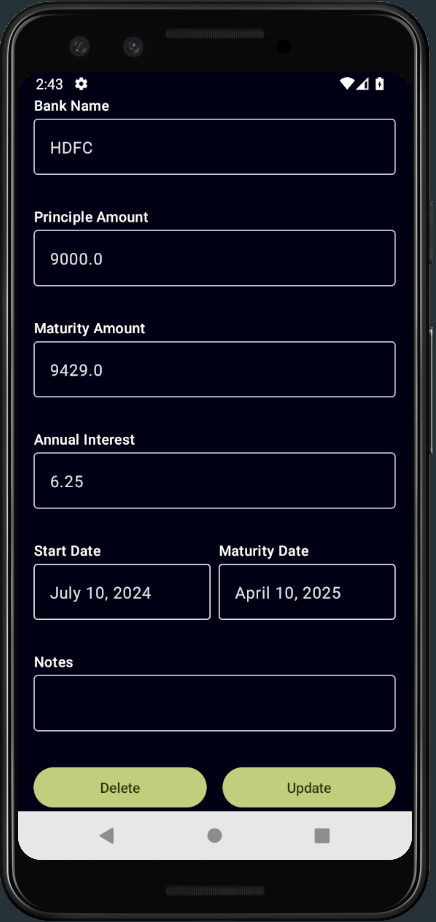 2:43
Bank Name
HDFC
Principle Amount
9000.0
Maturity Amount
9429.0
Annual Interest
6.25
Start Date Maturity Date
July 10, 2024 April 10, 2025
Notes
Delete Update